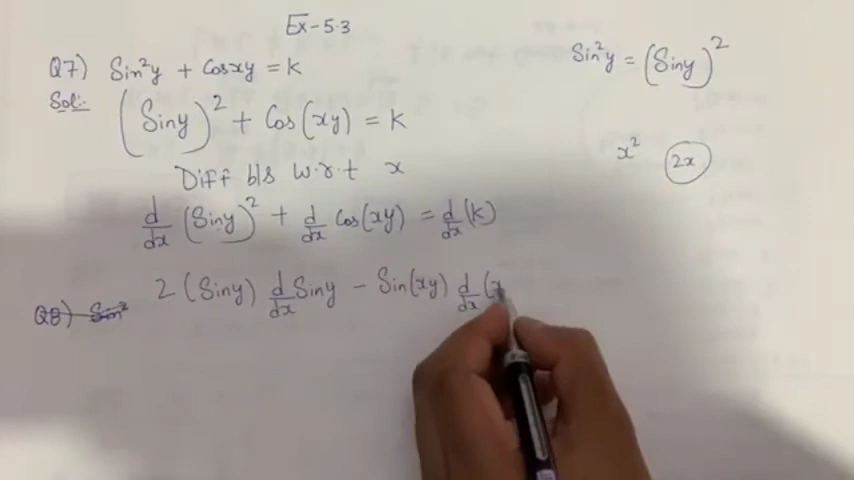 Ex-5.3
Q7) Sin²y + Cosxy = K
Sol:-
(Siny)² + Cos(xy) = K
Diff b/s w.r.t x
d/dx (Siny)² + d/dx Cos(xy) = d/dx (K)
2 (Siny) d/dx Siny - Sin(xy) d/dx (x
Q8) Sin²
Sin²y = (Siny)²
x² 2x